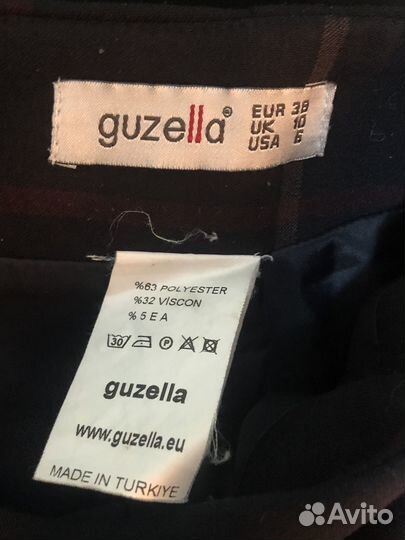 guzella®
EUR 38
UK 10
USA 6
%63 POLYESTER
%32 VISCON
% 5 E A
30 P
guzella
www.guzella.eu
MADE IN TURKIYE
Avito